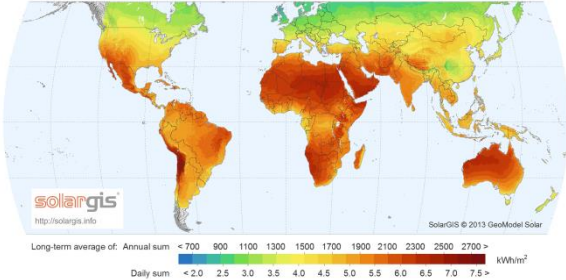 solargis
http://solargis.info
SolarGIS © 2013 GeoModel Solar
Long-term average of: Annual sum < 700 900 1100 1300 1500 1700 1900 2100 2300 2500 2700 > kWh/m²
Daily sum < 2.0 2.5 3.0 3.5 4.0 4.5 5.0 5.5 6.0 6.5 7.0 7.5 >